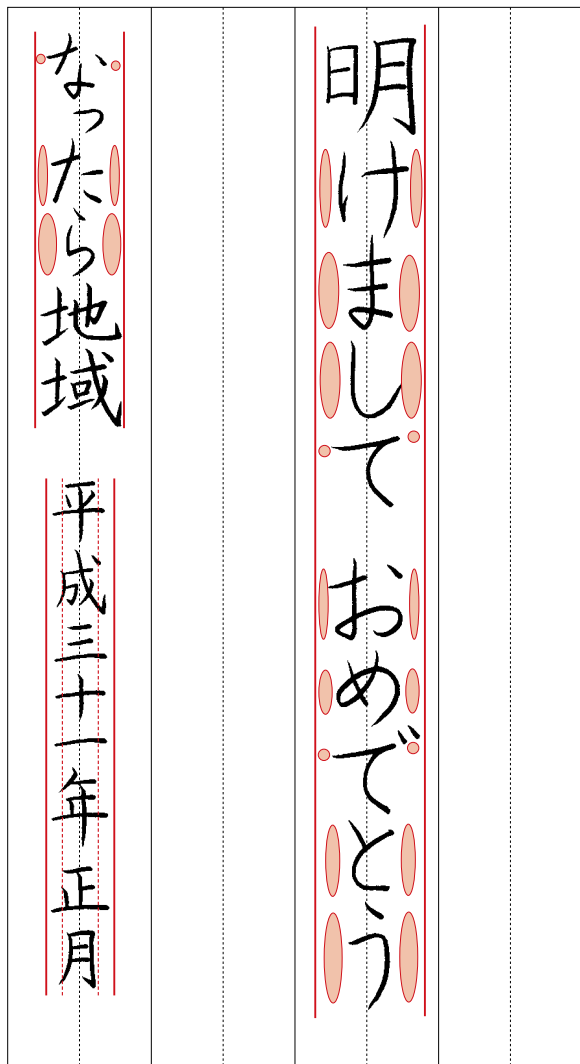 明けまして おめでとう
なったら地域
平成三十一年 正月